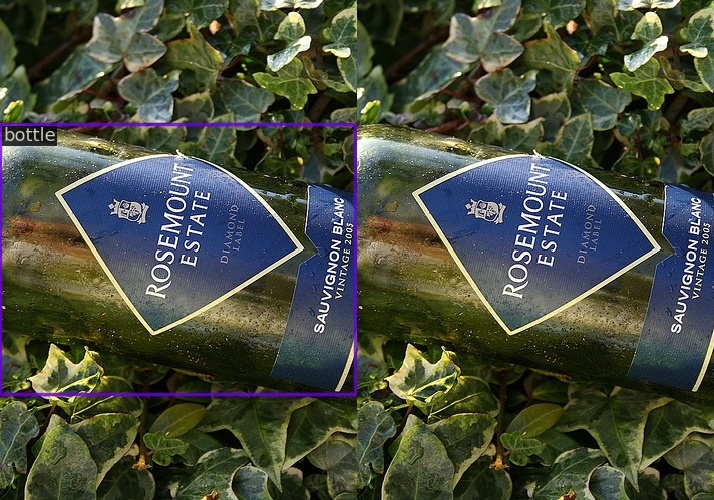 bottle
ROSEMOUNT
ESTATE
DIAMOND
LABEL
SAUVIGNON BLANC
VINTAGE 2005
ROSEMOUNT
ESTATE
DIAMOND
LABEL
SAUVIGNON BLANC
VINTAGE 2005